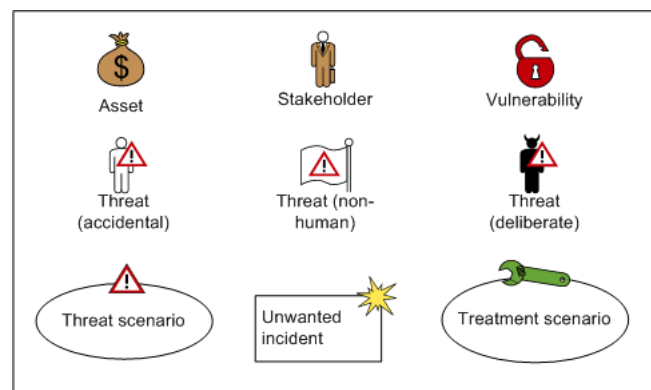 $
Asset
Stakeholder
Vulnerability
!
!
!
Threat
(accidental)
Threat (non-
human)
Threat
(deliberate)
!
Threat scenario
Unwanted
incident
Treatment scenario